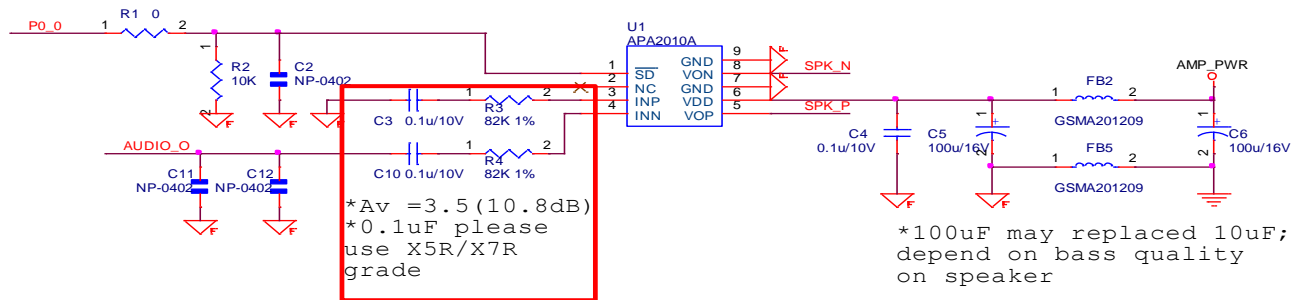 P0_0
1
R1 0
2
1
R2
10K
2
C2
NP-0402
U1
APA2010A
1
2
3
4
SD
NC
INP
INN
GND
VON
GND
VDD
VOP
9
8
7
6
5
SPK_N
SPK_P
C3 0.1u/10V
1
R3
2
82K 1%
AUDIO_O
C10 0.1u/10V
1
R4
2
82K 1%
C11
NP-0402
C12
NP-0402
F
F
F
F
F
F
F
F
F
*Av =3.5(10.8dB)
*0.1uF please
use X5R/X7R
grade
C4
0.1u/10V
C5
100u/16V
1
+
2
FB2
1
2
GSMA201209
FB5
1
2
GSMA201209
AMP_PWR
1
+
2
C6
100u/16V
*100uF may replaced 10uF;
depend on bass quality
on speaker